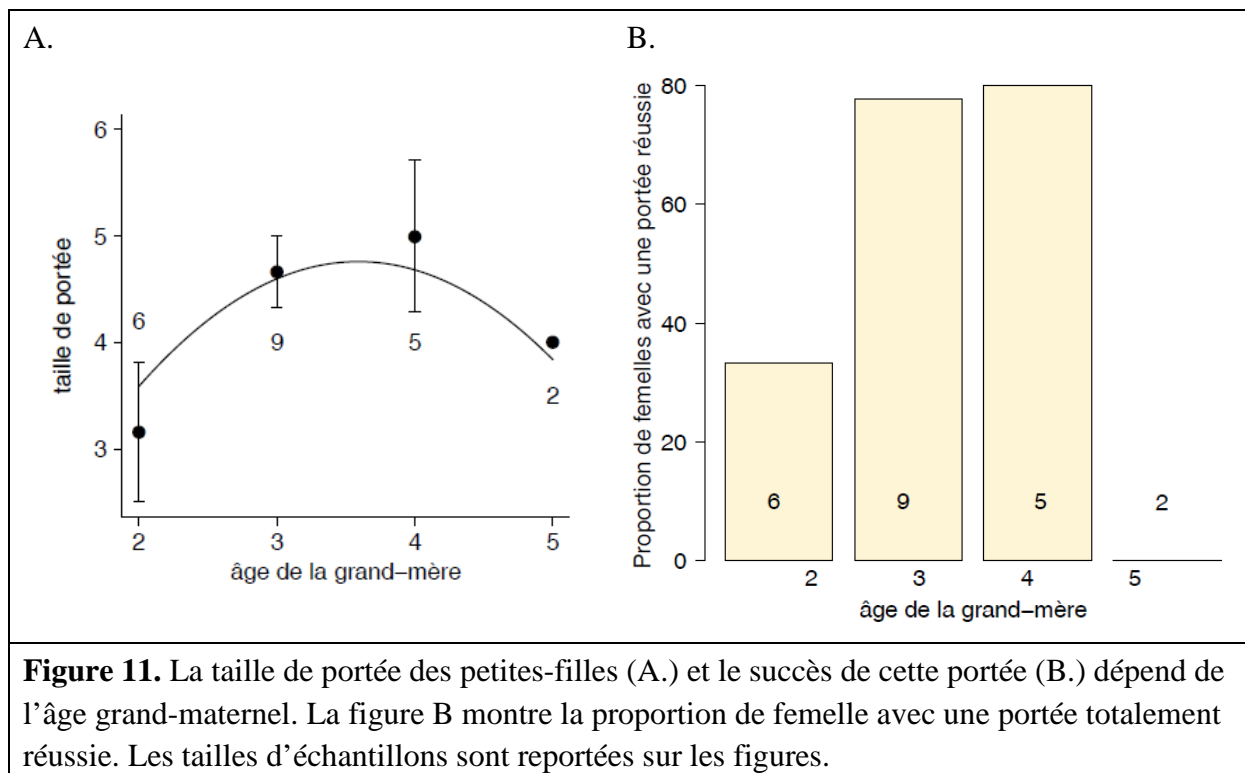 A.
B.
taille de portée
6
5
4
3
6
9
5
2
2
3
4
5
âge de la grand–mère
Proportion de femelles avec une portée réussie
80
60
40
20
0
6
9
5
2
2
3
4
5
âge de la grand–mère
Figure 11. La taille de portée des petites-filles (A.) et le succès de cette portée (B.) dépend de
l'âge grand-maternel. La figure B montre la proportion de femelle avec une portée totalement
réussie. Les tailles d'échantillons sont reportées sur les figures.